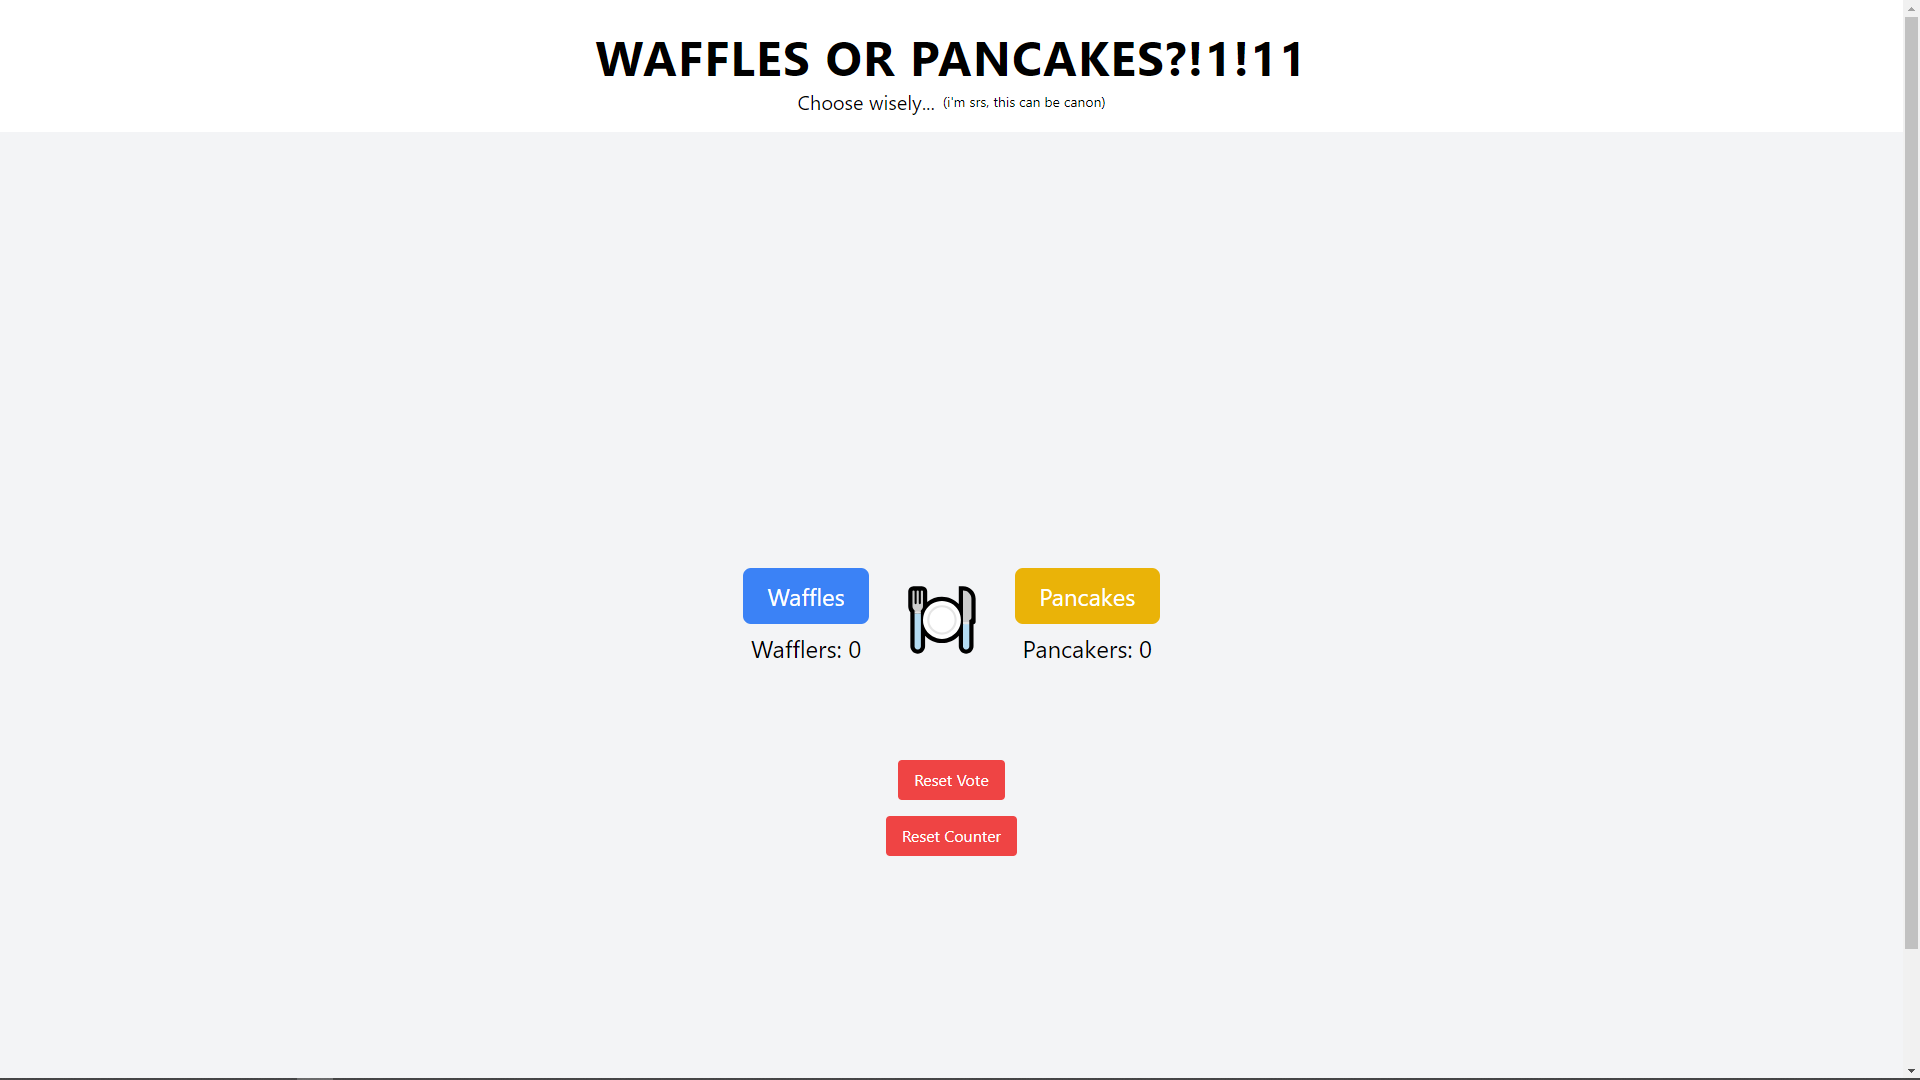 WAFFLES OR PANCAKES?!1!11
Choose wisely... (i'm srs, this can be canon)
Waffles
Pancakes
Wafflers: 0
Pancakers: 0
Reset Vote
Reset Counter